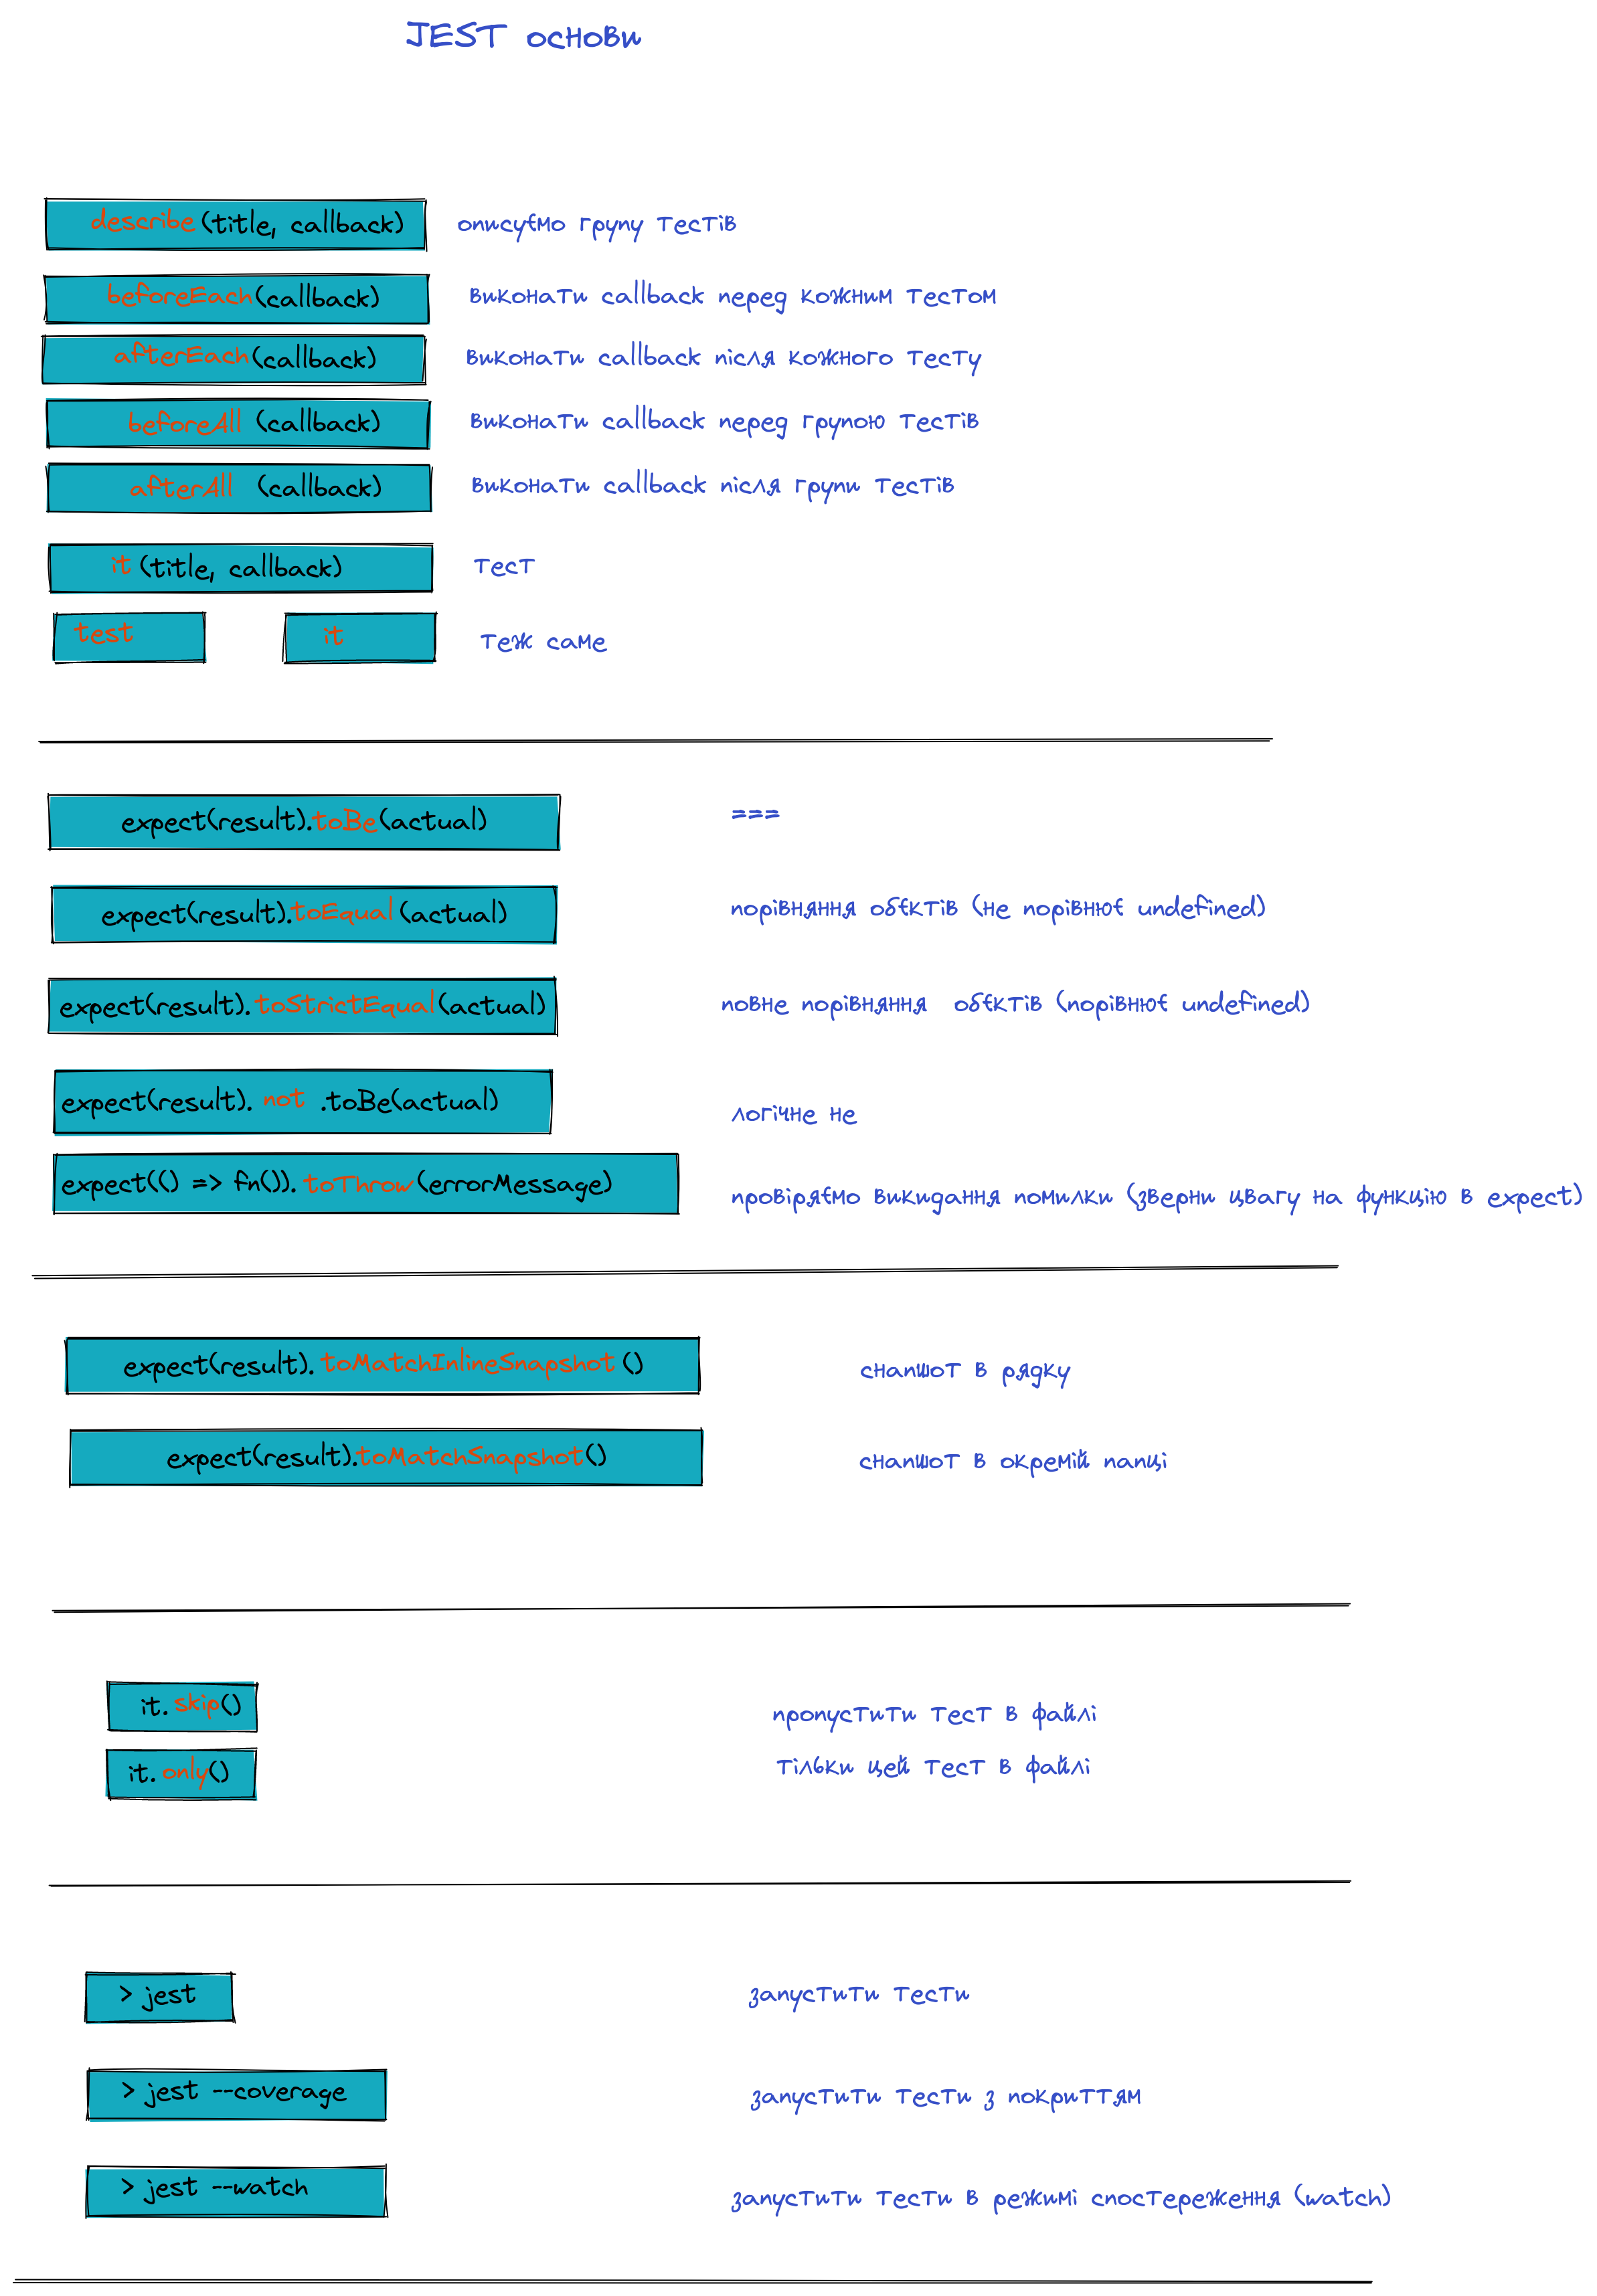 JEST основи
describe(title, callback) описуємо групу тестів
beforeEach(callback) виконати callback перед кожним тестом
afterEach(callback) виконати callback після кожного тесту
beforeAll (callback) виконати callback перед групою тестів
afterAll (callback) виконати callback після групи тестів
it(title, callback) тест
test it теж саме
expect(result).toBe(actual) ===
expect(result).toEqual(actual) порівняння обєктів (не порівнює undefined)
expect(result).toStrictEqual(actual) повне порівняння обєктів (порівнює undefined)
expect(result). not .toBe(actual) логічне не
expect(() => fn()).toThrow(errorMessage) провіряємо викидання помилки (зверни цвагу на функцію в expect)
expect(result).toMatchInlineSnapshot () снапшот в рядку
expect(result).toMatchSnapshot() снапшот в окремій папці
it.skip() пропустити тест в файлі
it.only() тільки цей тест в файлі
> jest запустити тести
> jest --coverage запустити тести з покриттям
> jest --watch запустити тести в режимі спостереження (watch)